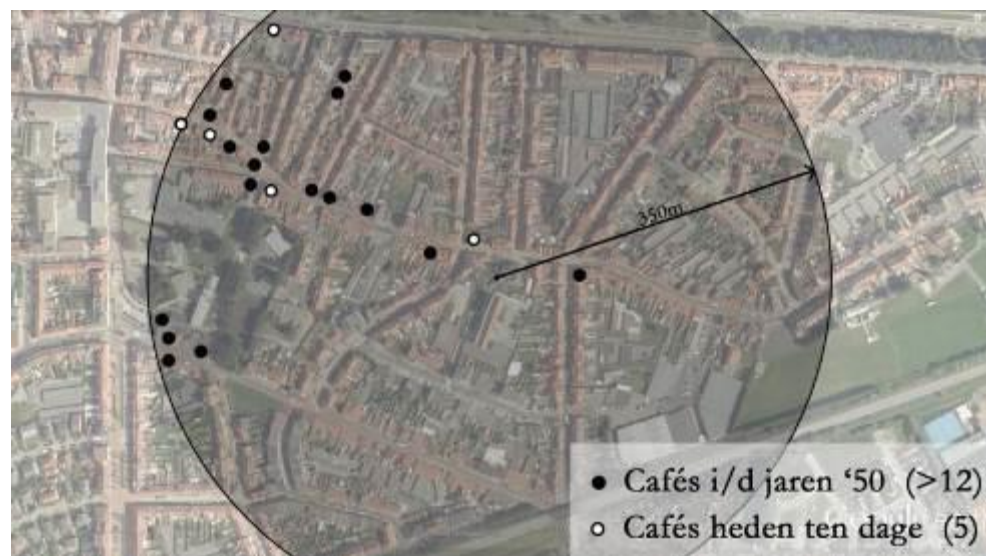 350m
Cafés i/d jaren ‘50 (>12)
Cafés heden ten dage (5)